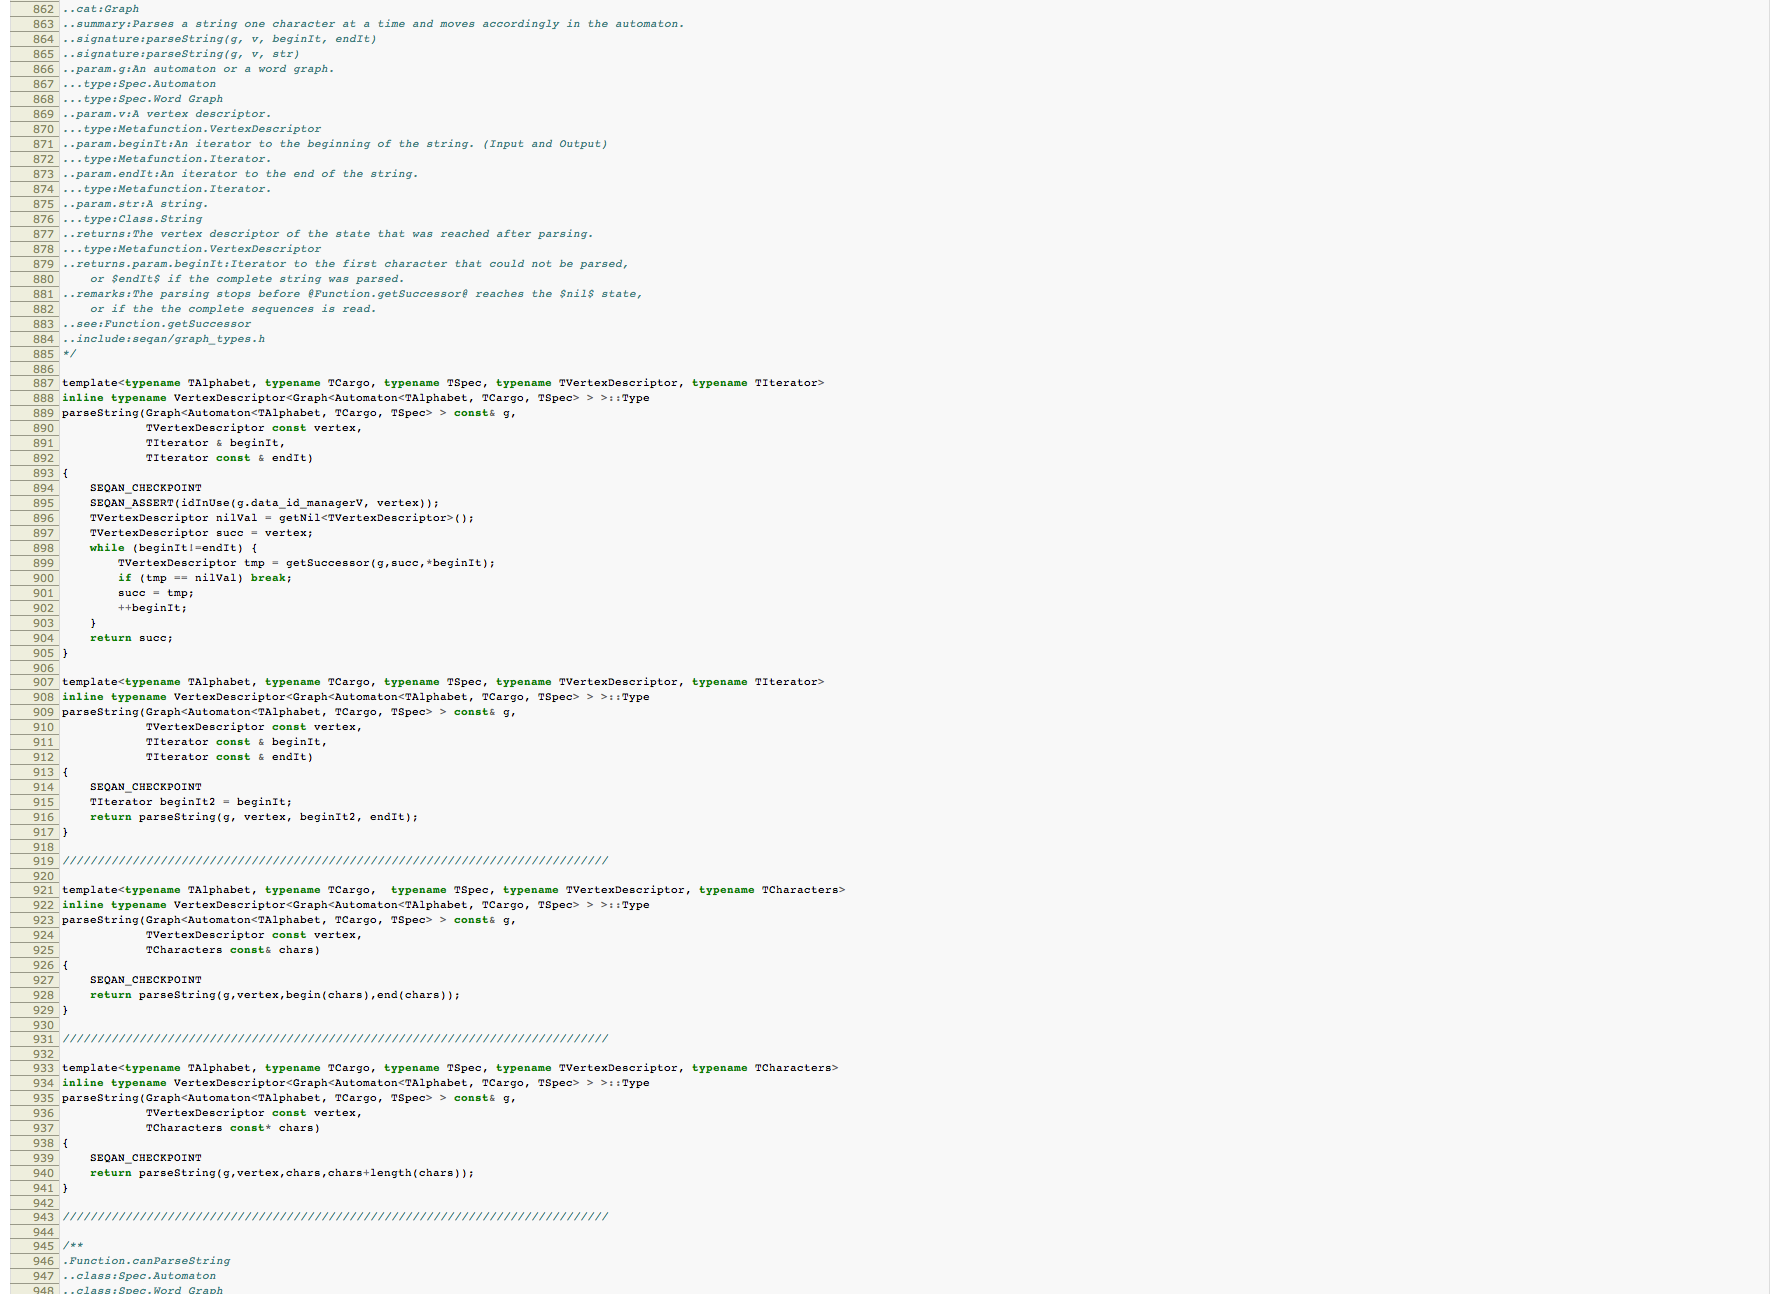 862 ..cat:Graph
863 ..summary:Parses a string one character at a time and moves accordingly in the automaton.
864 ..signature:parseString(g, v, beginIt, endIt)
865 ..signature:parseString(g, v, str)
866 ..param.g:An automaton or a word graph.
867 ...type:Spec.Automaton
868 ...type:Spec.Word Graph
869 ..param.v:A vertex descriptor.
870 ...type:Metafunction.VertexDescriptor
871 ..param.beginIt:An iterator to the beginning of the string. (Input and Output)
872 ...type:Metafunction.Iterator.
873 ..param.endIt:An iterator to the end of the string.
874 ...type:Metafunction.Iterator.
875 ..param.str:A string.
876 ...type:Class.String
877 ..returns:The vertex descriptor of the state that was reached after parsing.
878 ...type:Metafunction.VertexDescriptor
879 ..returns.param.beginIt:Iterator to the first character that could not be parsed,
880     or $endIt$ if the complete string was parsed.
881 ..remarks:The parsing stops before @Function.getSuccessor@ reaches the $nil$ state,
882     or if the the complete sequences is read.
883 ..see:Function.getSuccessor
884 ..include:seqan/graph_types.h
885 */
886
887 template<typename TAlphabet, typename TCargo, typename TSpec, typename TVertexDescriptor, typename TIterator>
888 inline typename VertexDescriptor<Graph<Automaton<TAlphabet, TCargo, TSpec> > >::Type
889 parseString(Graph<Automaton<TAlphabet, TCargo, TSpec> > const& g,
890             TVertexDescriptor const vertex,
891             TIterator & beginIt,
892             TIterator const & endIt)
893 {
894     SEQAN_CHECKPOINT
895     SEQAN_ASSERT(idInUse(g.data_id_managerV, vertex));
896     TVertexDescriptor nilVal = getNil<TVertexDescriptor>();
897     TVertexDescriptor succ = vertex;
898     while (beginIt!=endIt) {
899         TVertexDescriptor tmp = getSuccessor(g,succ,*beginIt);
900         if (tmp == nilVal) break;
901         succ = tmp;
902         ++beginIt;
903     }
904     return succ;
905 }
906
907 template<typename TAlphabet, typename TCargo, typename TSpec, typename TVertexDescriptor, typename TIterator>
908 inline typename VertexDescriptor<Graph<Automaton<TAlphabet, TCargo, TSpec> > >::Type
909 parseString(Graph<Automaton<TAlphabet, TCargo, TSpec> > const& g,
910             TVertexDescriptor const vertex,
911             TIterator const & beginIt,
912             TIterator const & endIt)
913 {
914     SEQAN_CHECKPOINT
915     TIterator beginIt2 = beginIt;
916     return parseString(g, vertex, beginIt2, endIt);
917 }
918
919 //////////////////////////////////////////////////////////////////////////////
920
921 template<typename TAlphabet, typename TCargo,  typename TSpec, typename TVertexDescriptor, typename TCharacters>
922 inline typename VertexDescriptor<Graph<Automaton<TAlphabet, TCargo, TSpec> > >::Type
923 parseString(Graph<Automaton<TAlphabet, TCargo, TSpec> > const& g,
924             TVertexDescriptor const vertex,
925             TCharacters const& chars)
926 {
927     SEQAN_CHECKPOINT
928     return parseString(g,vertex,begin(chars),end(chars));
929 }
930
931 //////////////////////////////////////////////////////////////////////////////
932
933 template<typename TAlphabet, typename TCargo, typename TSpec, typename TVertexDescriptor, typename TCharacters>
934 inline typename VertexDescriptor<Graph<Automaton<TAlphabet, TCargo, TSpec> > >::Type
935 parseString(Graph<Automaton<TAlphabet, TCargo, TSpec> > const& g,
936             TVertexDescriptor const vertex,
937             TCharacters const* chars)
938 {
939     SEQAN_CHECKPOINT
940     return parseString(g,vertex,chars,chars+length(chars));
941 }
942
943 //////////////////////////////////////////////////////////////////////////////
944
945 /**
946 .Function.canParseString
947 ..class:Spec.Automaton
948 ..class:Spec.Word Graph